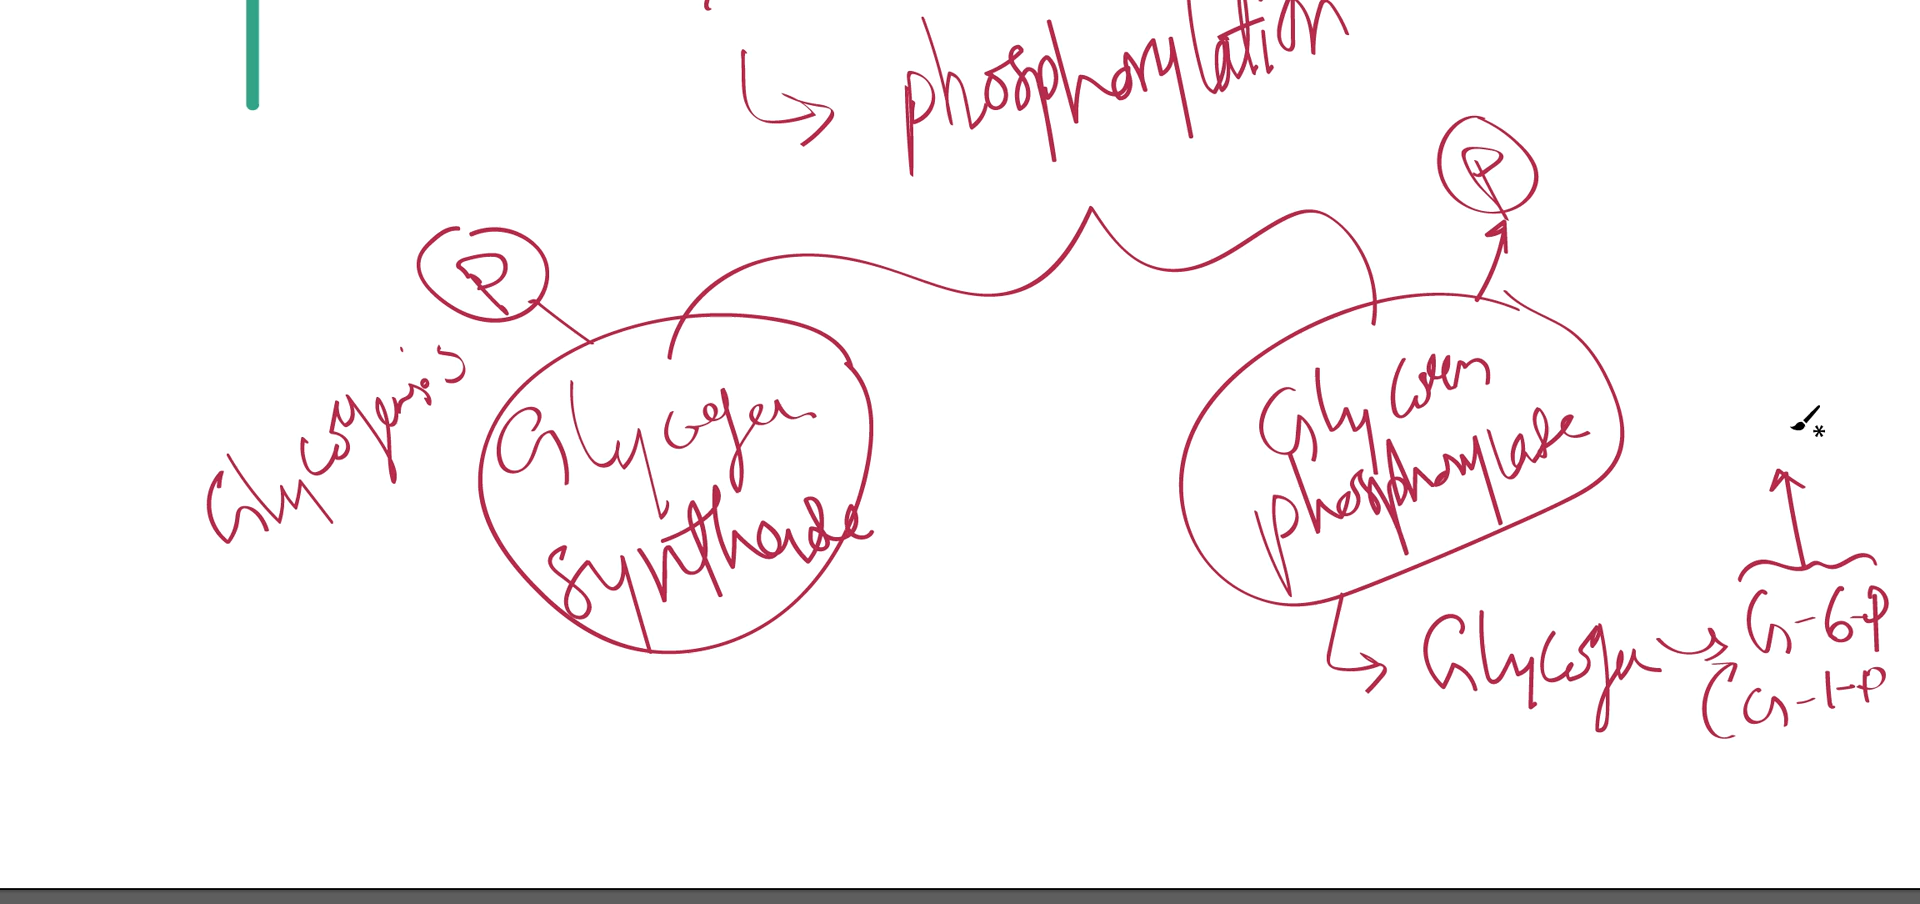 phosphorylation
P
P
Glycogenesis
Glycogen
synthase
Glycogen
phosphorylase
Glycogen
G-6-P
G-1-P